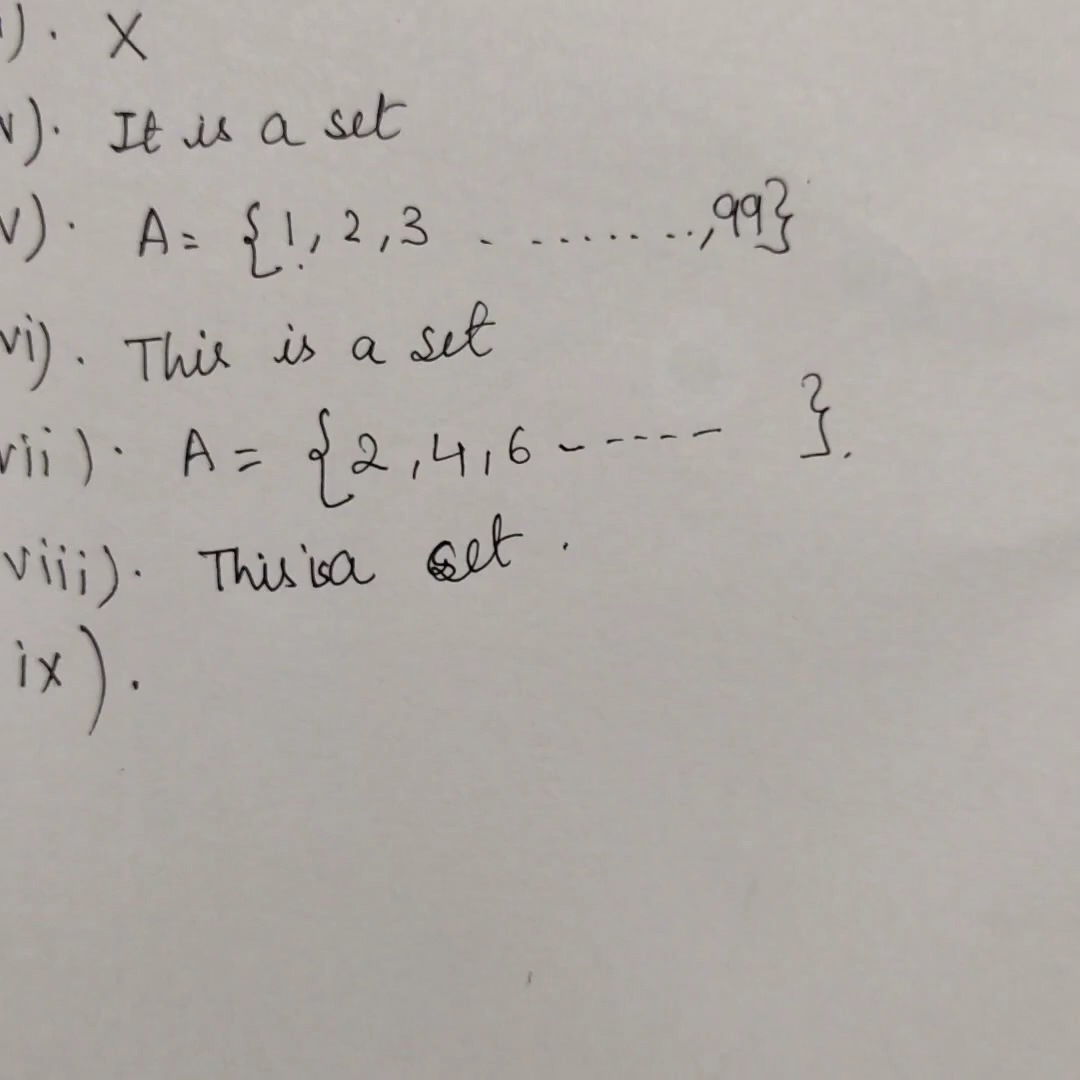 ). X
v). It is a set
v). A = {1, 2, 3 . ........, 99}
vi). This is a set
vii). A = {2, 4, 6 ----- }.
viii). This is a set.
ix).